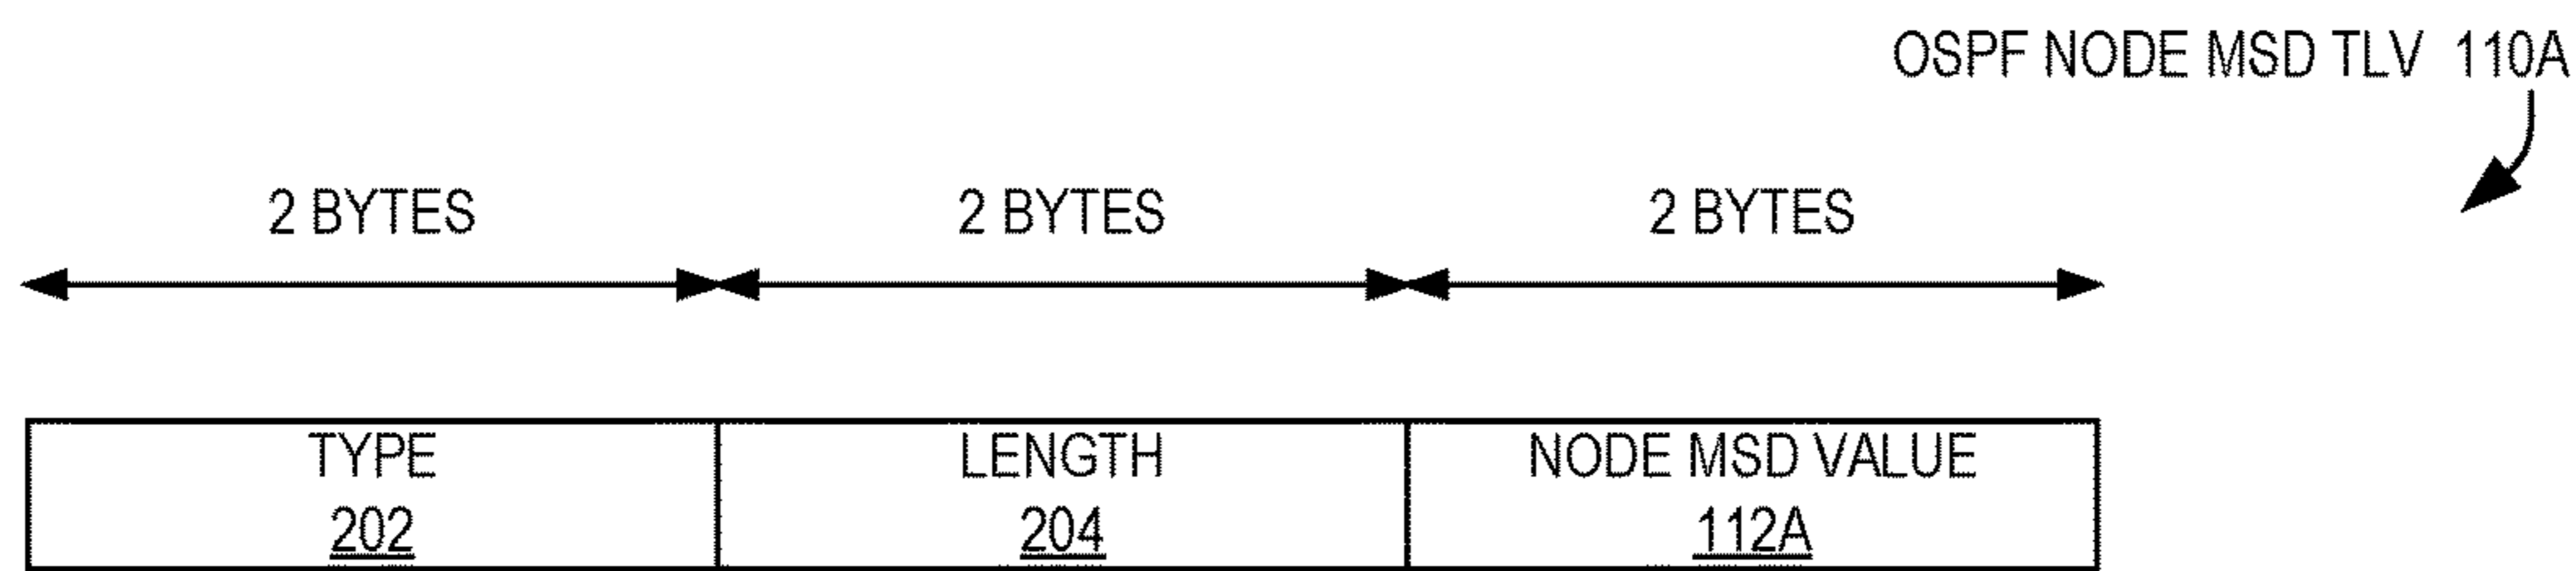 OSPF NODE MSD TLV 110A
2 BYTES 2 BYTES 2 BYTES
TYPE LENGTH NODE MSD VALUE
202 204 112A